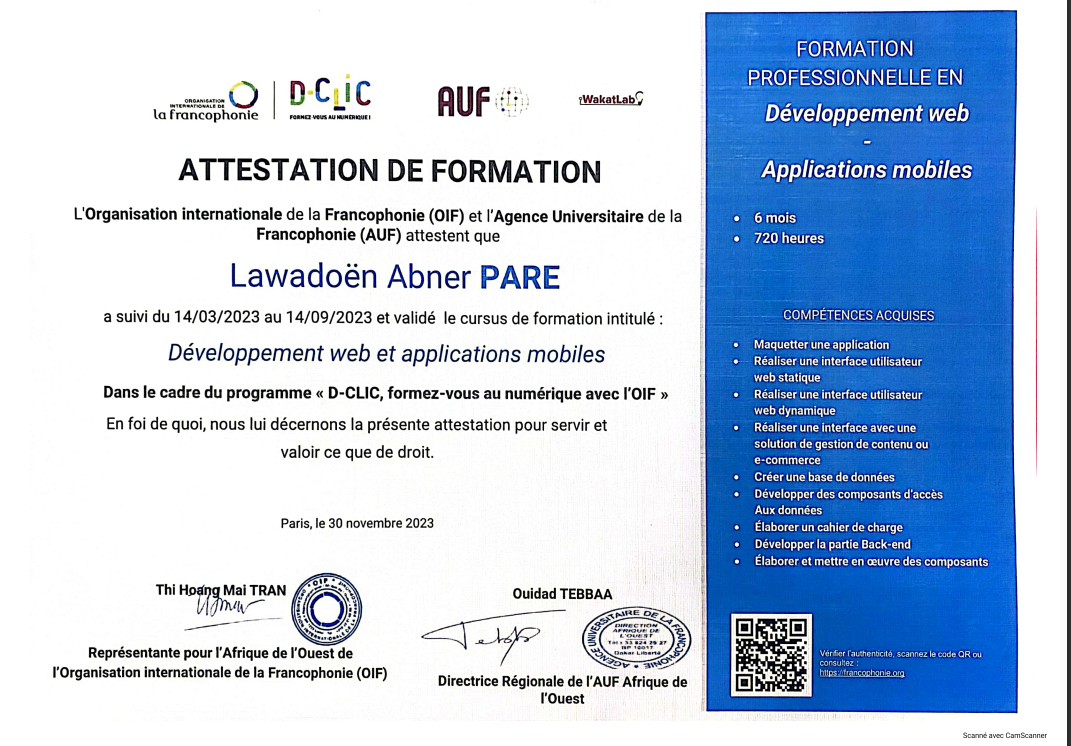 ORGANISATION
INTERNATIONALE DE
la francophonie
D-CLIC
FORMEZ-VOUS AU NUMÉRIQUE !
AUF
WakatLab
ATTESTATION DE FORMATION
L'Organisation internationale de la Francophonie (OIF) et l'Agence Universitaire de la
Francophonie (AUF) attestent que
Lawadoën Abner PARE
a suivi du 14/03/2023 au 14/09/2023 et validé le cursus de formation intitulé :
Développement web et applications mobiles
Dans le cadre du programme « D-CLIC, formez-vous au numérique avec l'OIF »
En foi de quoi, nous lui décernons la présente attestation pour servir et
valoir ce que de droit.
Paris, le 30 novembre 2023
Thi Hoang Mai TRAN
OIF
Représentante pour l'Afrique de l'Ouest de
l'Organisation internationale de la Francophonie (OIF)
Ouidad TEBBAA
AGENCE UNIVERSITAIRE DE LA FRANCOPHONIE
DIRECTION
AFRIQUE DE
L'OUEST
Dakar Liberté
Directrice Régionale de l'AUF Afrique de
l'Ouest
FORMATION
PROFESSIONNELLE EN
Développement web
-
Applications mobiles
• 6 mois
• 720 heures
COMPÉTENCES ACQUISES
• Maquetter une application
• Réaliser une interface utilisateur
web statique
• Réaliser une interface utilisateur
web dynamique
• Réaliser une interface avec une
solution de gestion de contenu ou
e-commerce
• Créer une base de données
• Développer des composants d'accès
Aux données
• Élaborer un cahier de charge
• Développer la partie Back-end
• Élaborer et mettre en œuvre des composants
Vérifier l'authenticité, scannez le code QR ou
consultez :
https://francophonie.org
Scanné avec CamScanner